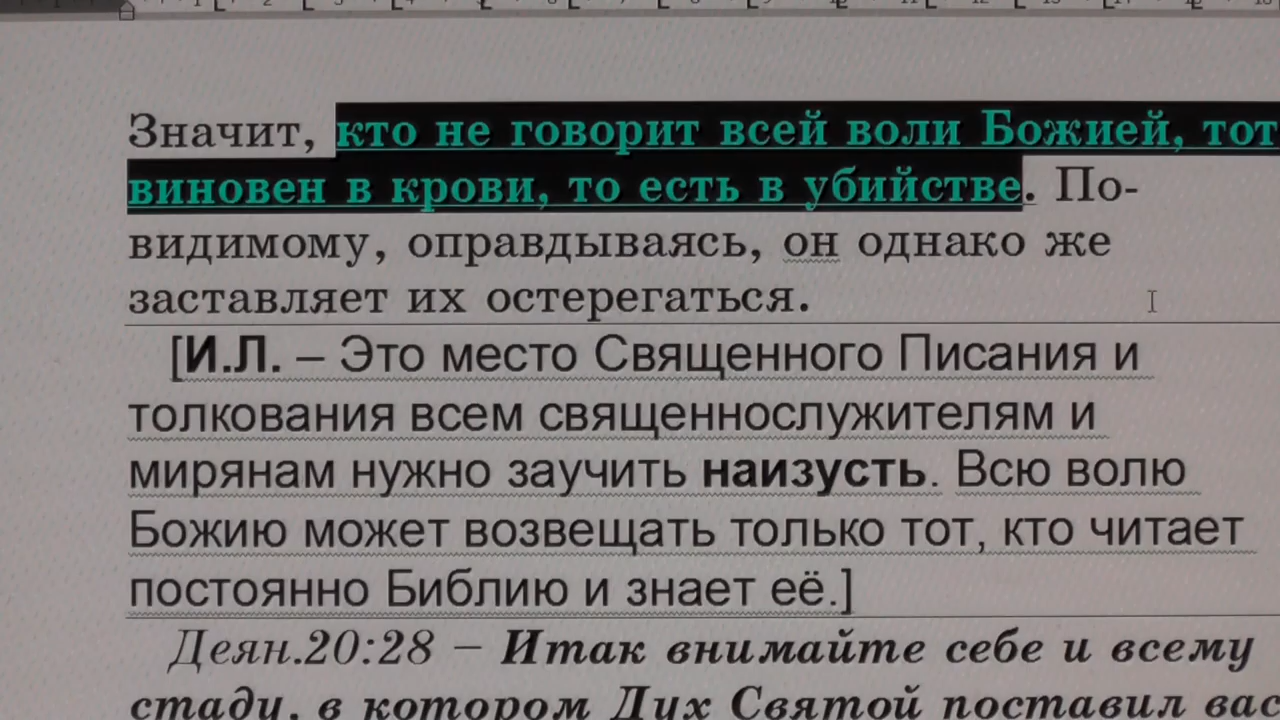 Значит, кто не говорит всей воли Божией, тот
виновен в крови, то есть в убийстве. По-
видимому, оправдываясь, он однако же
заставляет их остерегаться.
[И.Л. – Это место Священного Писания и
толкования всем священнослужителям и
мирянам нужно заучить наизусть. Всю волю
Божию может возвещать только тот, кто читает
постоянно Библию и знает её.]
Деян.20:28 – Итак внимайте себе и всему
стаду, в котором Дух Святой поставил вас